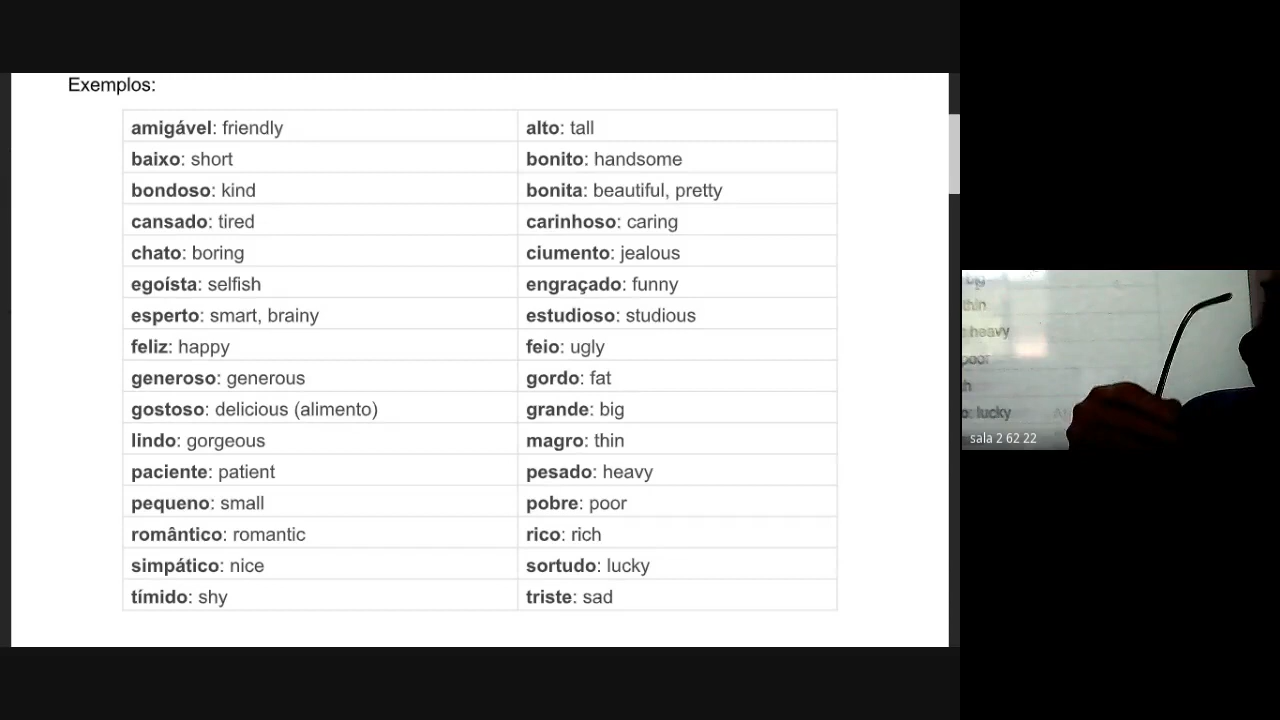 Exemplos:
amigável: friendly
alto: tall
baixo: short
bonito: handsome
bondoso: kind
bonita: beautiful, pretty
cansado: tired
carinhoso: caring
chato: boring
ciumento: jealous
egoísta: selfish
engraçado: funny
esperto: smart, brainy
estudioso: studious
feliz: happy
feio: ugly
generoso: generous
gordo: fat
gostoso: delicious (alimento)
grande: big
lindo: gorgeous
magro: thin
paciente: patient
pesado: heavy
pequeno: small
pobre: poor
romântico: romantic
rico: rich
simpático: nice
sortudo: lucky
tímido: shy
triste: sad
big
thin
: heavy
poor
h
o: lucky
sala 2 62 22